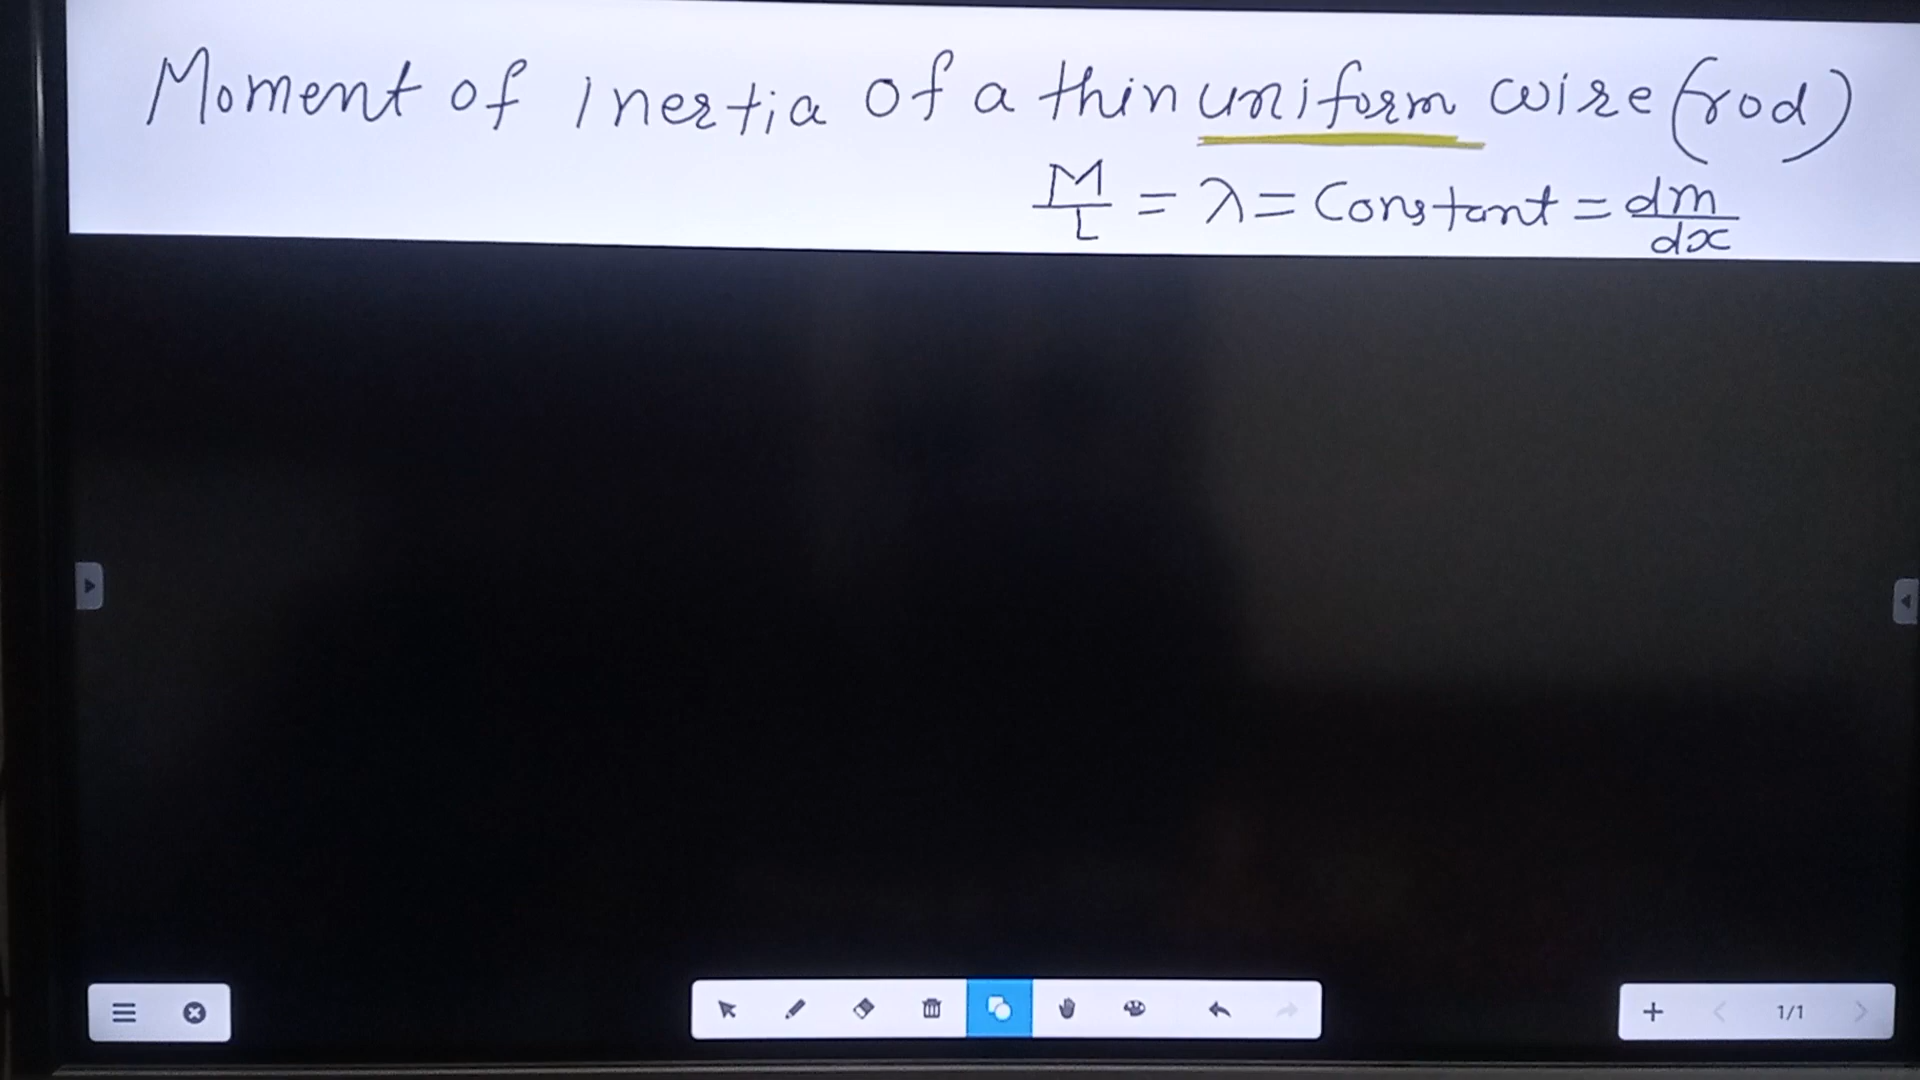 Moment of inertia of a thin uniform wire (rod)
M/L = λ = Constant = dm/dx
1/1